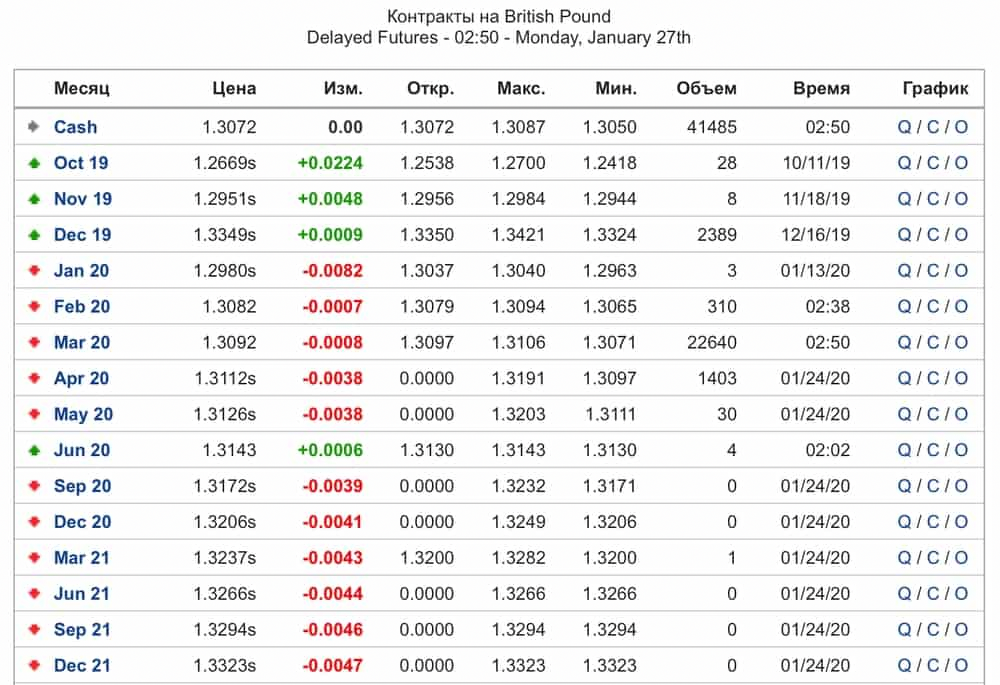 Контракты на British Pound
Delayed Futures - 02:50 - Monday, January 27th
Месяц Цена Изм. Откр. Макс. Мин. Объем Время График
Cash 1.3072 0.00 1.3072 1.3087 1.3050 41485 02:50 Q / C / O
Oct 19 1.2669s +0.0224 1.2538 1.2700 1.2418 28 10/11/19 Q / C / O
Nov 19 1.2951s +0.0048 1.2956 1.2984 1.2944 8 11/18/19 Q / C / O
Dec 19 1.3349s +0.0009 1.3350 1.3421 1.3324 2389 12/16/19 Q / C / O
Jan 20 1.2980s -0.0082 1.3037 1.3040 1.2963 3 01/13/20 Q / C / O
Feb 20 1.3082 -0.0007 1.3079 1.3094 1.3065 310 02:38 Q / C / O
Mar 20 1.3092 -0.0008 1.3097 1.3106 1.3071 22640 02:50 Q / C / O
Apr 20 1.3112s -0.0038 0.0000 1.3191 1.3097 1403 01/24/20 Q / C / O
May 20 1.3126s -0.0038 0.0000 1.3203 1.3111 30 01/24/20 Q / C / O
Jun 20 1.3143 +0.0006 1.3130 1.3143 1.3130 4 02:02 Q / C / O
Sep 20 1.3172s -0.0039 0.0000 1.3232 1.3171 0 01/24/20 Q / C / O
Dec 20 1.3206s -0.0041 0.0000 1.3249 1.3206 0 01/24/20 Q / C / O
Mar 21 1.3237s -0.0043 1.3200 1.3282 1.3200 1 01/24/20 Q / C / O
Jun 21 1.3266s -0.0044 0.0000 1.3266 1.3266 0 01/24/20 Q / C / O
Sep 21 1.3294s -0.0046 0.0000 1.3294 1.3294 0 01/24/20 Q / C / O
Dec 21 1.3323s -0.0047 0.0000 1.3323 1.3323 0 01/24/20 Q / C / O